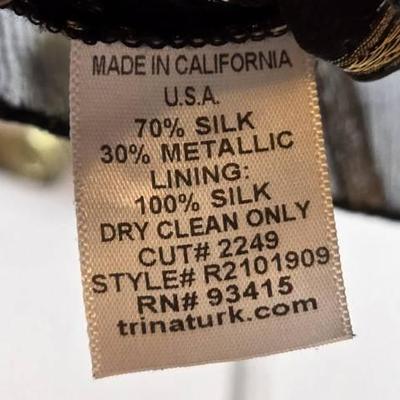 MADE IN CALIFORNIA
U.S.A.
70% SILK
30% METALLIC
LINING:
100% SILK
DRY CLEAN ONLY
CUT# 2249
STYLE# R2101909
RN# 93415
trinaturk.com